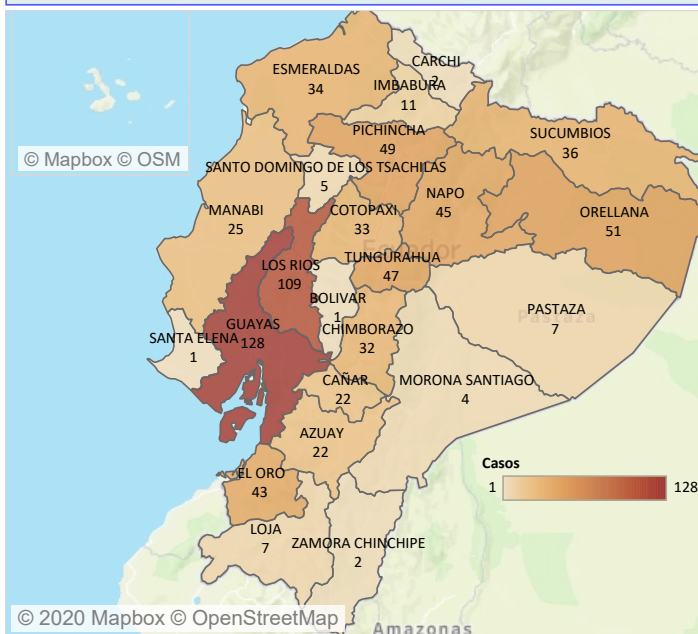 CARCHI
2
ESMERALDAS
34
IMBABURA
11
PICHINCHA
49
SUCUMBIOS
36
© Mapbox © OSM
SANTO DOMINGO DE LOS TSACHILAS
5
NAPO
45
MANABI
25
COTOPAXI
33
ORELLANA
51
Ecuador
TUNGURAHUA
47
LOS RIOS
109
BOLIVAR
1
PASTAZA
7
Pastaza
GUAYAS
128
CHIMBORAZO
32
SANTA ELENA
1
CAÑAR
22
MORONA SANTIAGO
4
AZUAY
22
Casos
1 128
EL ORO
43
LOJA
7
ZAMORA CHINCHIPE
2
© 2020 Mapbox © OpenStreetMap
Amazonas